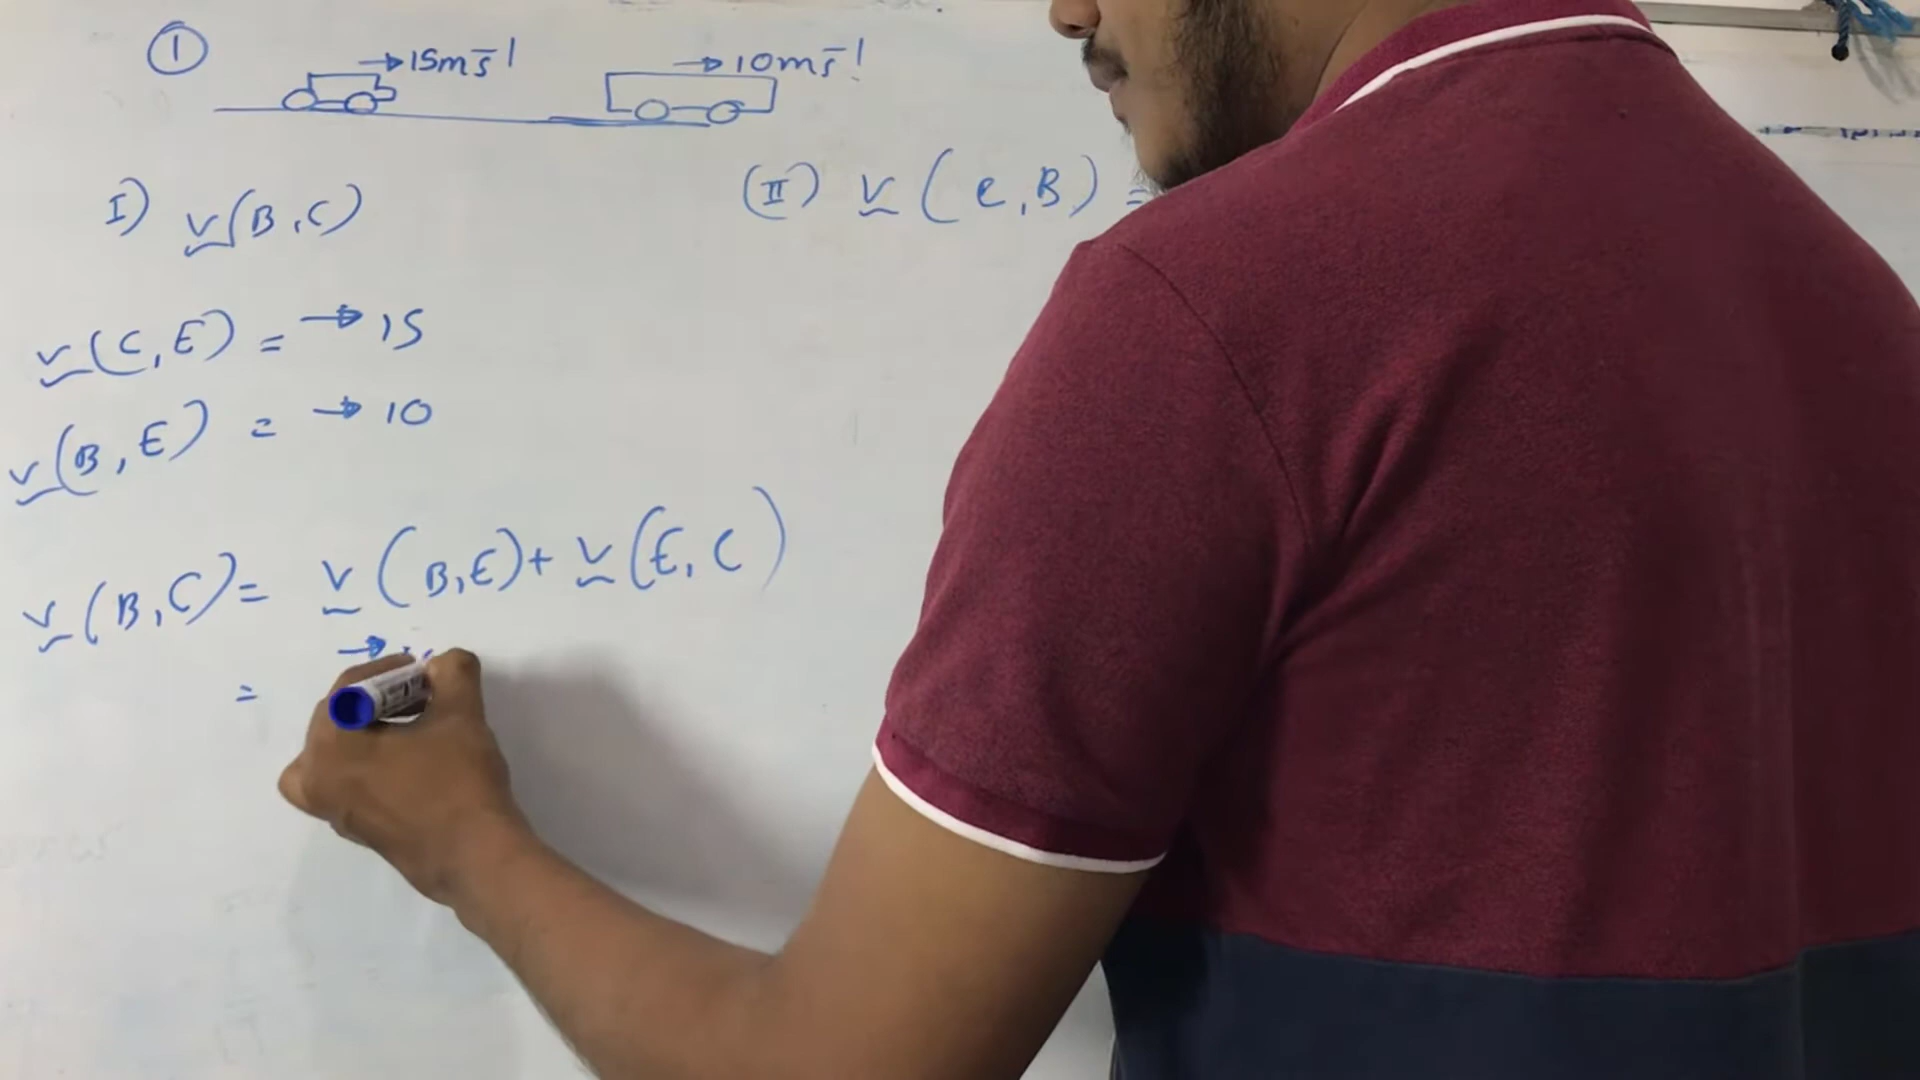 ① → 15ms⁻¹ → 10ms⁻¹
I) v(B,C)
(II) v(C,B) =
v(C,E) = → 15
v(B,E) = → 10
v(B,C) = v(B,E) + v(E,C)
= →